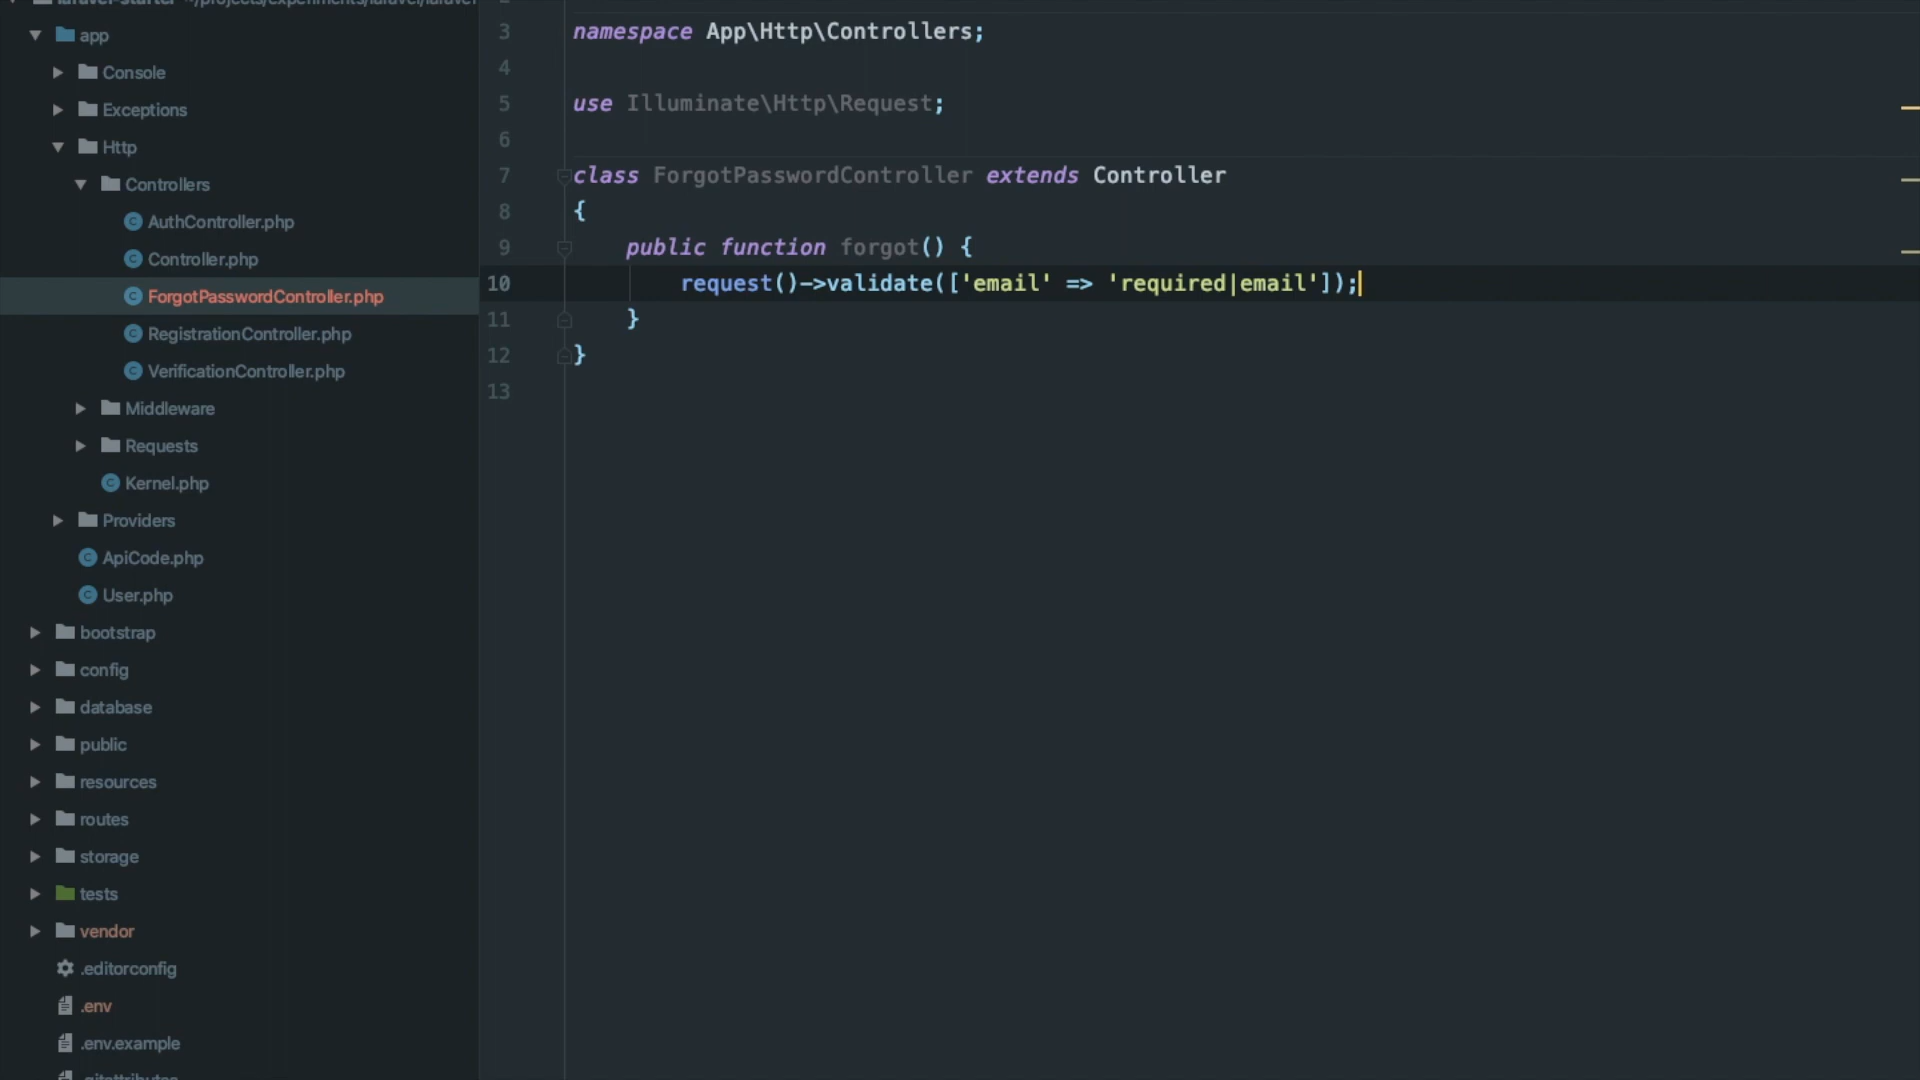 app
Console
Exceptions
Http
Controllers
AuthController.php
Controller.php
ForgotPasswordController.php
RegistrationController.php
VerificationController.php
Middleware
Requests
Kernel.php
Providers
ApiCode.php
User.php
bootstrap
config
database
public
resources
routes
storage
tests
vendor
.editorconfig
.env
.env.example
3 namespace App\Http\Controllers;
4
5 use Illuminate\Http\Request;
6
7 class ForgotPasswordController extends Controller
8 {
9 public function forgot() {
10 request()->validate(['email' => 'required|email']);
11 }
12 }
13